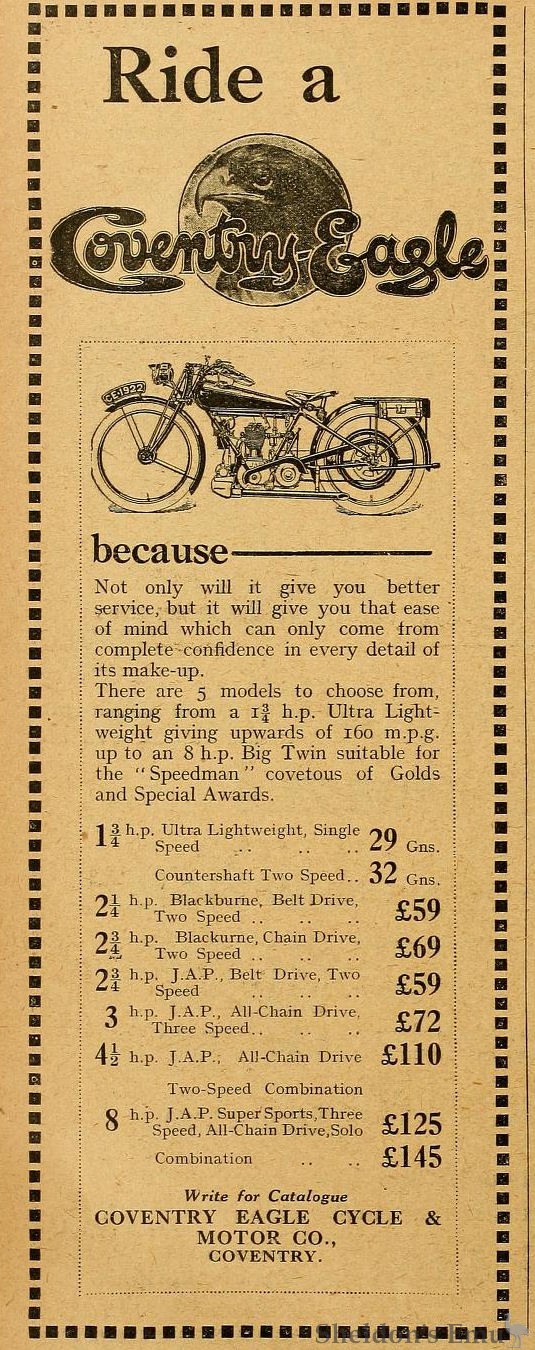 Ride a
Coventry-Eagle
CE1922
because
Not only will it give you better
service, but it will give you that ease
of mind which can only come from
complete confidence in every detail of
its make-up.
There are 5 models to choose from,
ranging from a 1¾ h.p. Ultra Light-
weight giving upwards of 160 m.p.g.
up to an 8 h.p. Big Twin suitable for
the "Speedman" covetous of Golds
and Special Awards.
1¾ h.p. Ultra Lightweight, Single
Speed .. .. .. 29 Gns.
Countershaft Two Speed.. 32 Gns.
2¼ h.p. Blackburne, Belt Drive,
Two Speed .. .. .. £59
2¾ h.p. Blackurne, Chain Drive,
Two Speed .. .. .. £69
2¾ h.p. J.A.P., Belt Drive, Two
Speed .. .. .. £59
3 h.p. J.A.P., All-Chain Drive,
Three Speed.. .. .. £72
4½ h.p. J.A.P., All-Chain Drive £110
Two-Speed Combination
8 h.p. J.A.P. Super Sports, Three
Speed, All-Chain Drive, Solo £125
Combination .. .. £145
Write for Catalogue
COVENTRY EAGLE CYCLE &
MOTOR CO.,
COVENTRY.
Sheldon's Emu